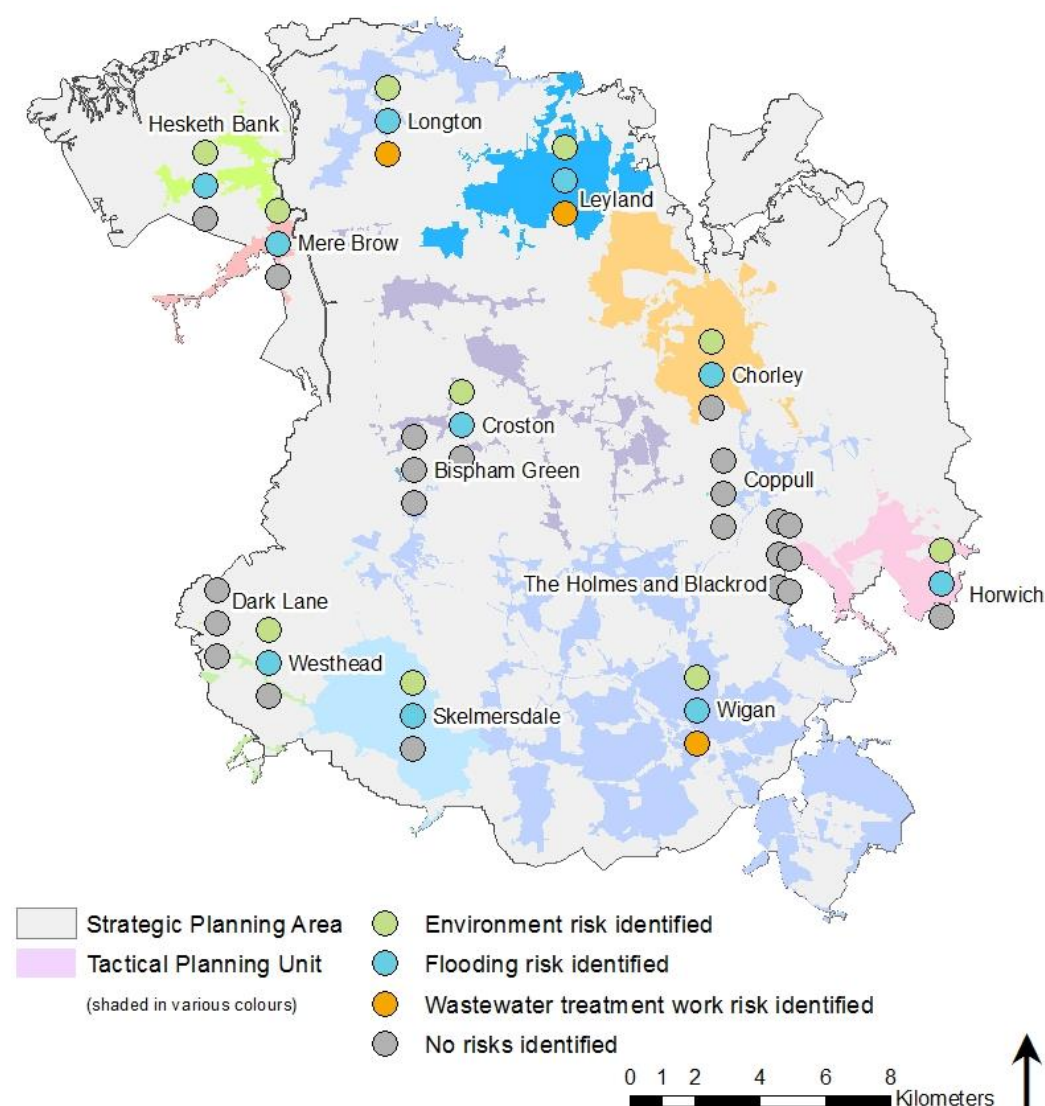 Hesketh Bank
Longton
Leyland
Mere Brow
Chorley
Croston
Bispham Green
Coppull
The Holmes and Blackrod
Horwich
Dark Lane
Westhead
Skelmersdale
Wigan
Strategic Planning Area
Tactical Planning Unit
(shaded in various colours)
Environment risk identified
Flooding risk identified
Wastewater treatment work risk identified
No risks identified
0 1 2 4 6 8
Kilometers